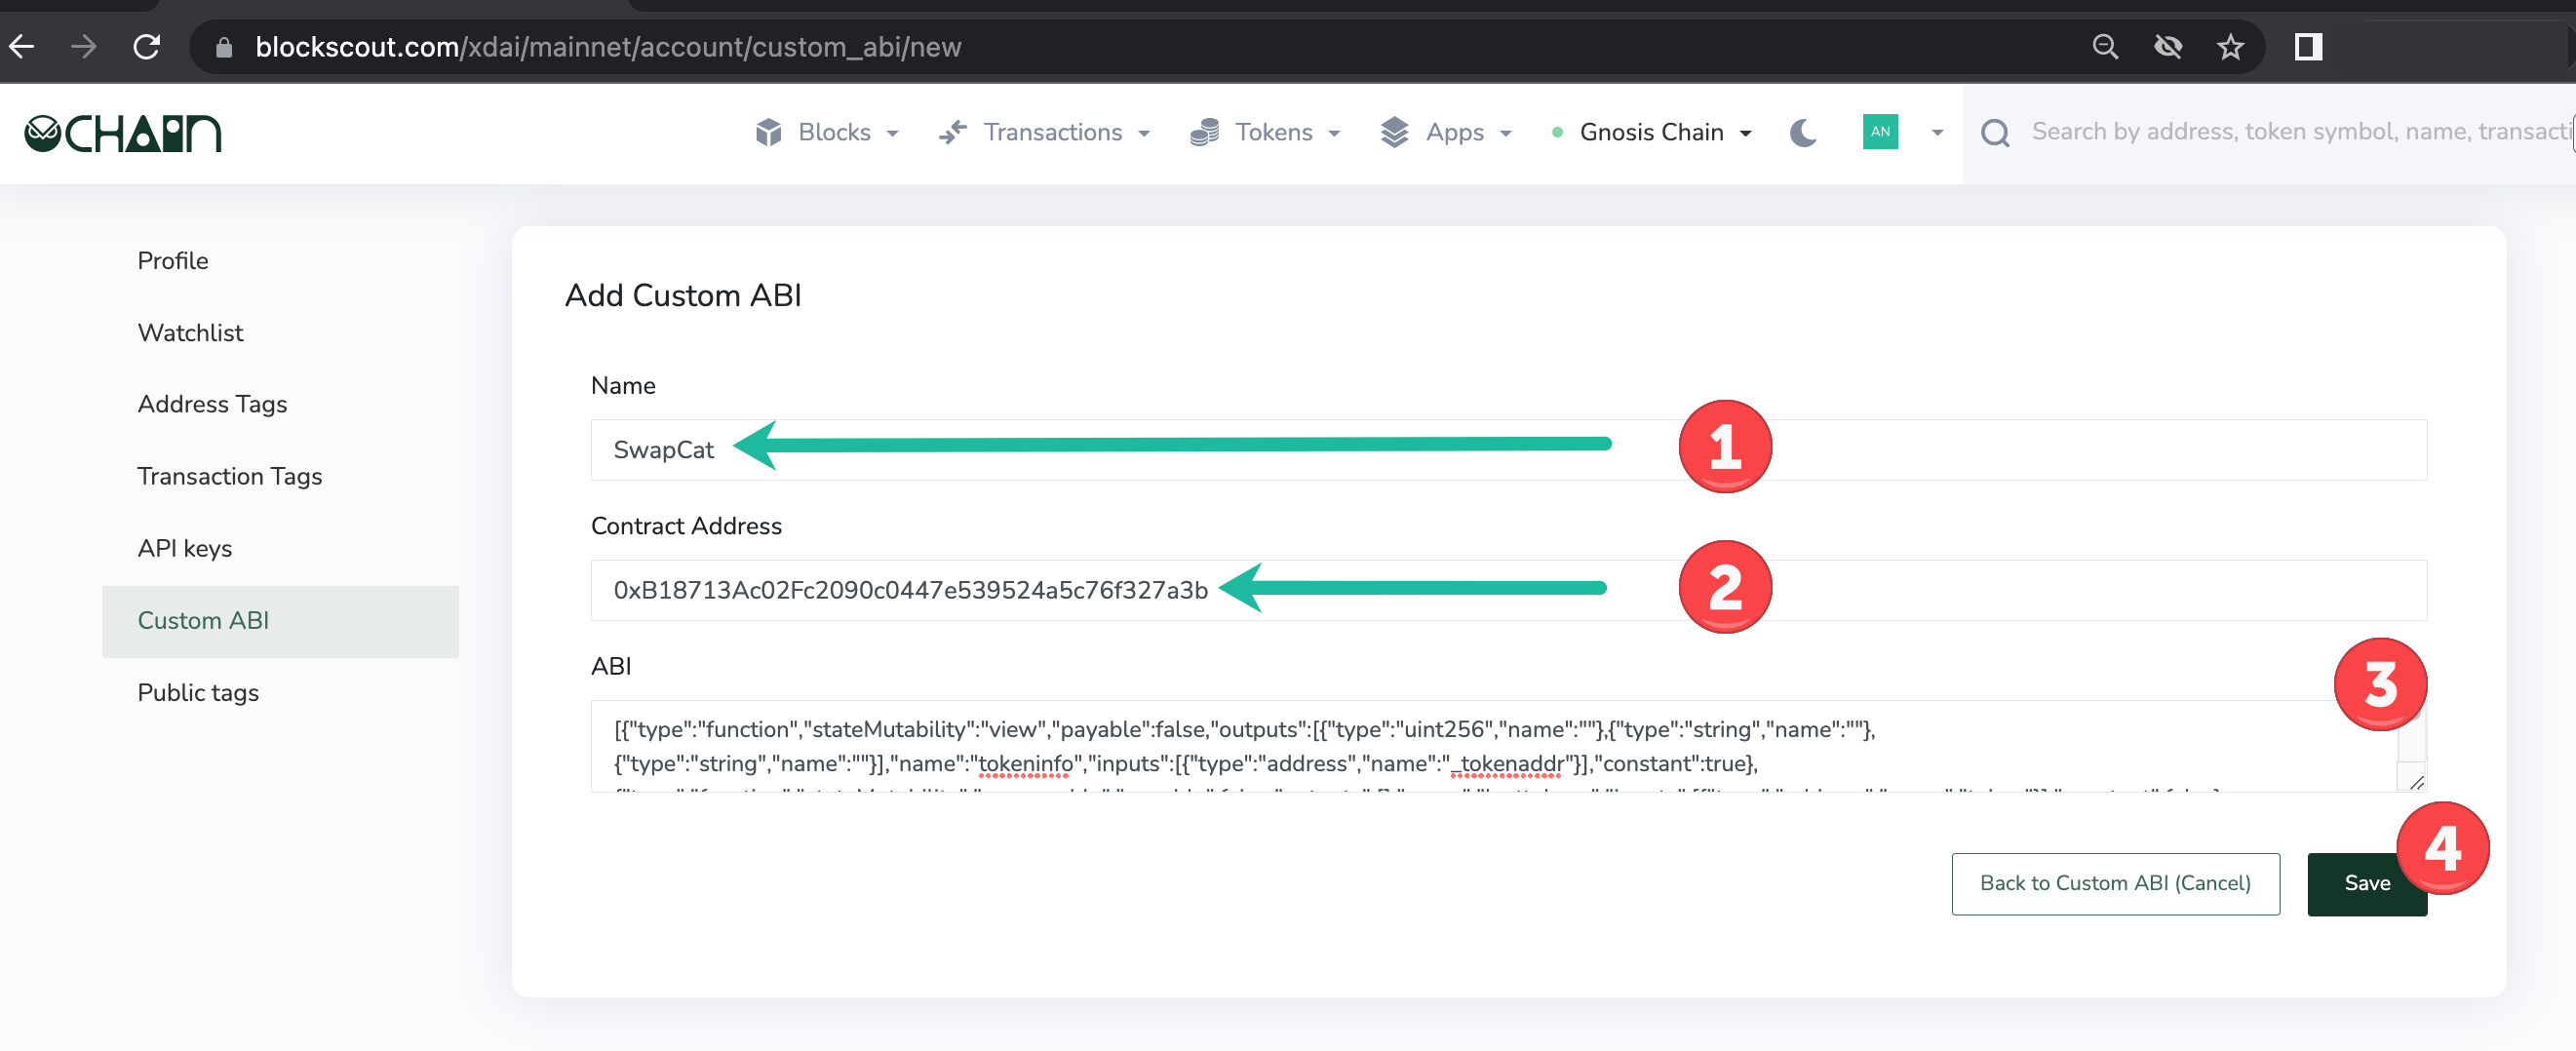 blockscout.com/xdai/mainnet/account/custom_abi/new
CHAIN
Blocks
Transactions
Tokens
Apps
Gnosis Chain
AN
Search by address, token symbol, name, transacti
Profile
Watchlist
Address Tags
Transaction Tags
API keys
Custom ABI
Public tags
Add Custom ABI
Name
SwapCat
1
Contract Address
0xB18713Ac02Fc2090c0447e539524a5c76f327a3b
2
ABI
3
[{"type":"function","stateMutability":"view","payable":false,"outputs":[{"type":"uint256","name":""},{"type":"string","name":""},
{"type":"string","name":""}],"name":"tokeninfo","inputs":[{"type":"address","name":"_tokenaddr"}],"constant":true},
4
Back to Custom ABI (Cancel)
Save